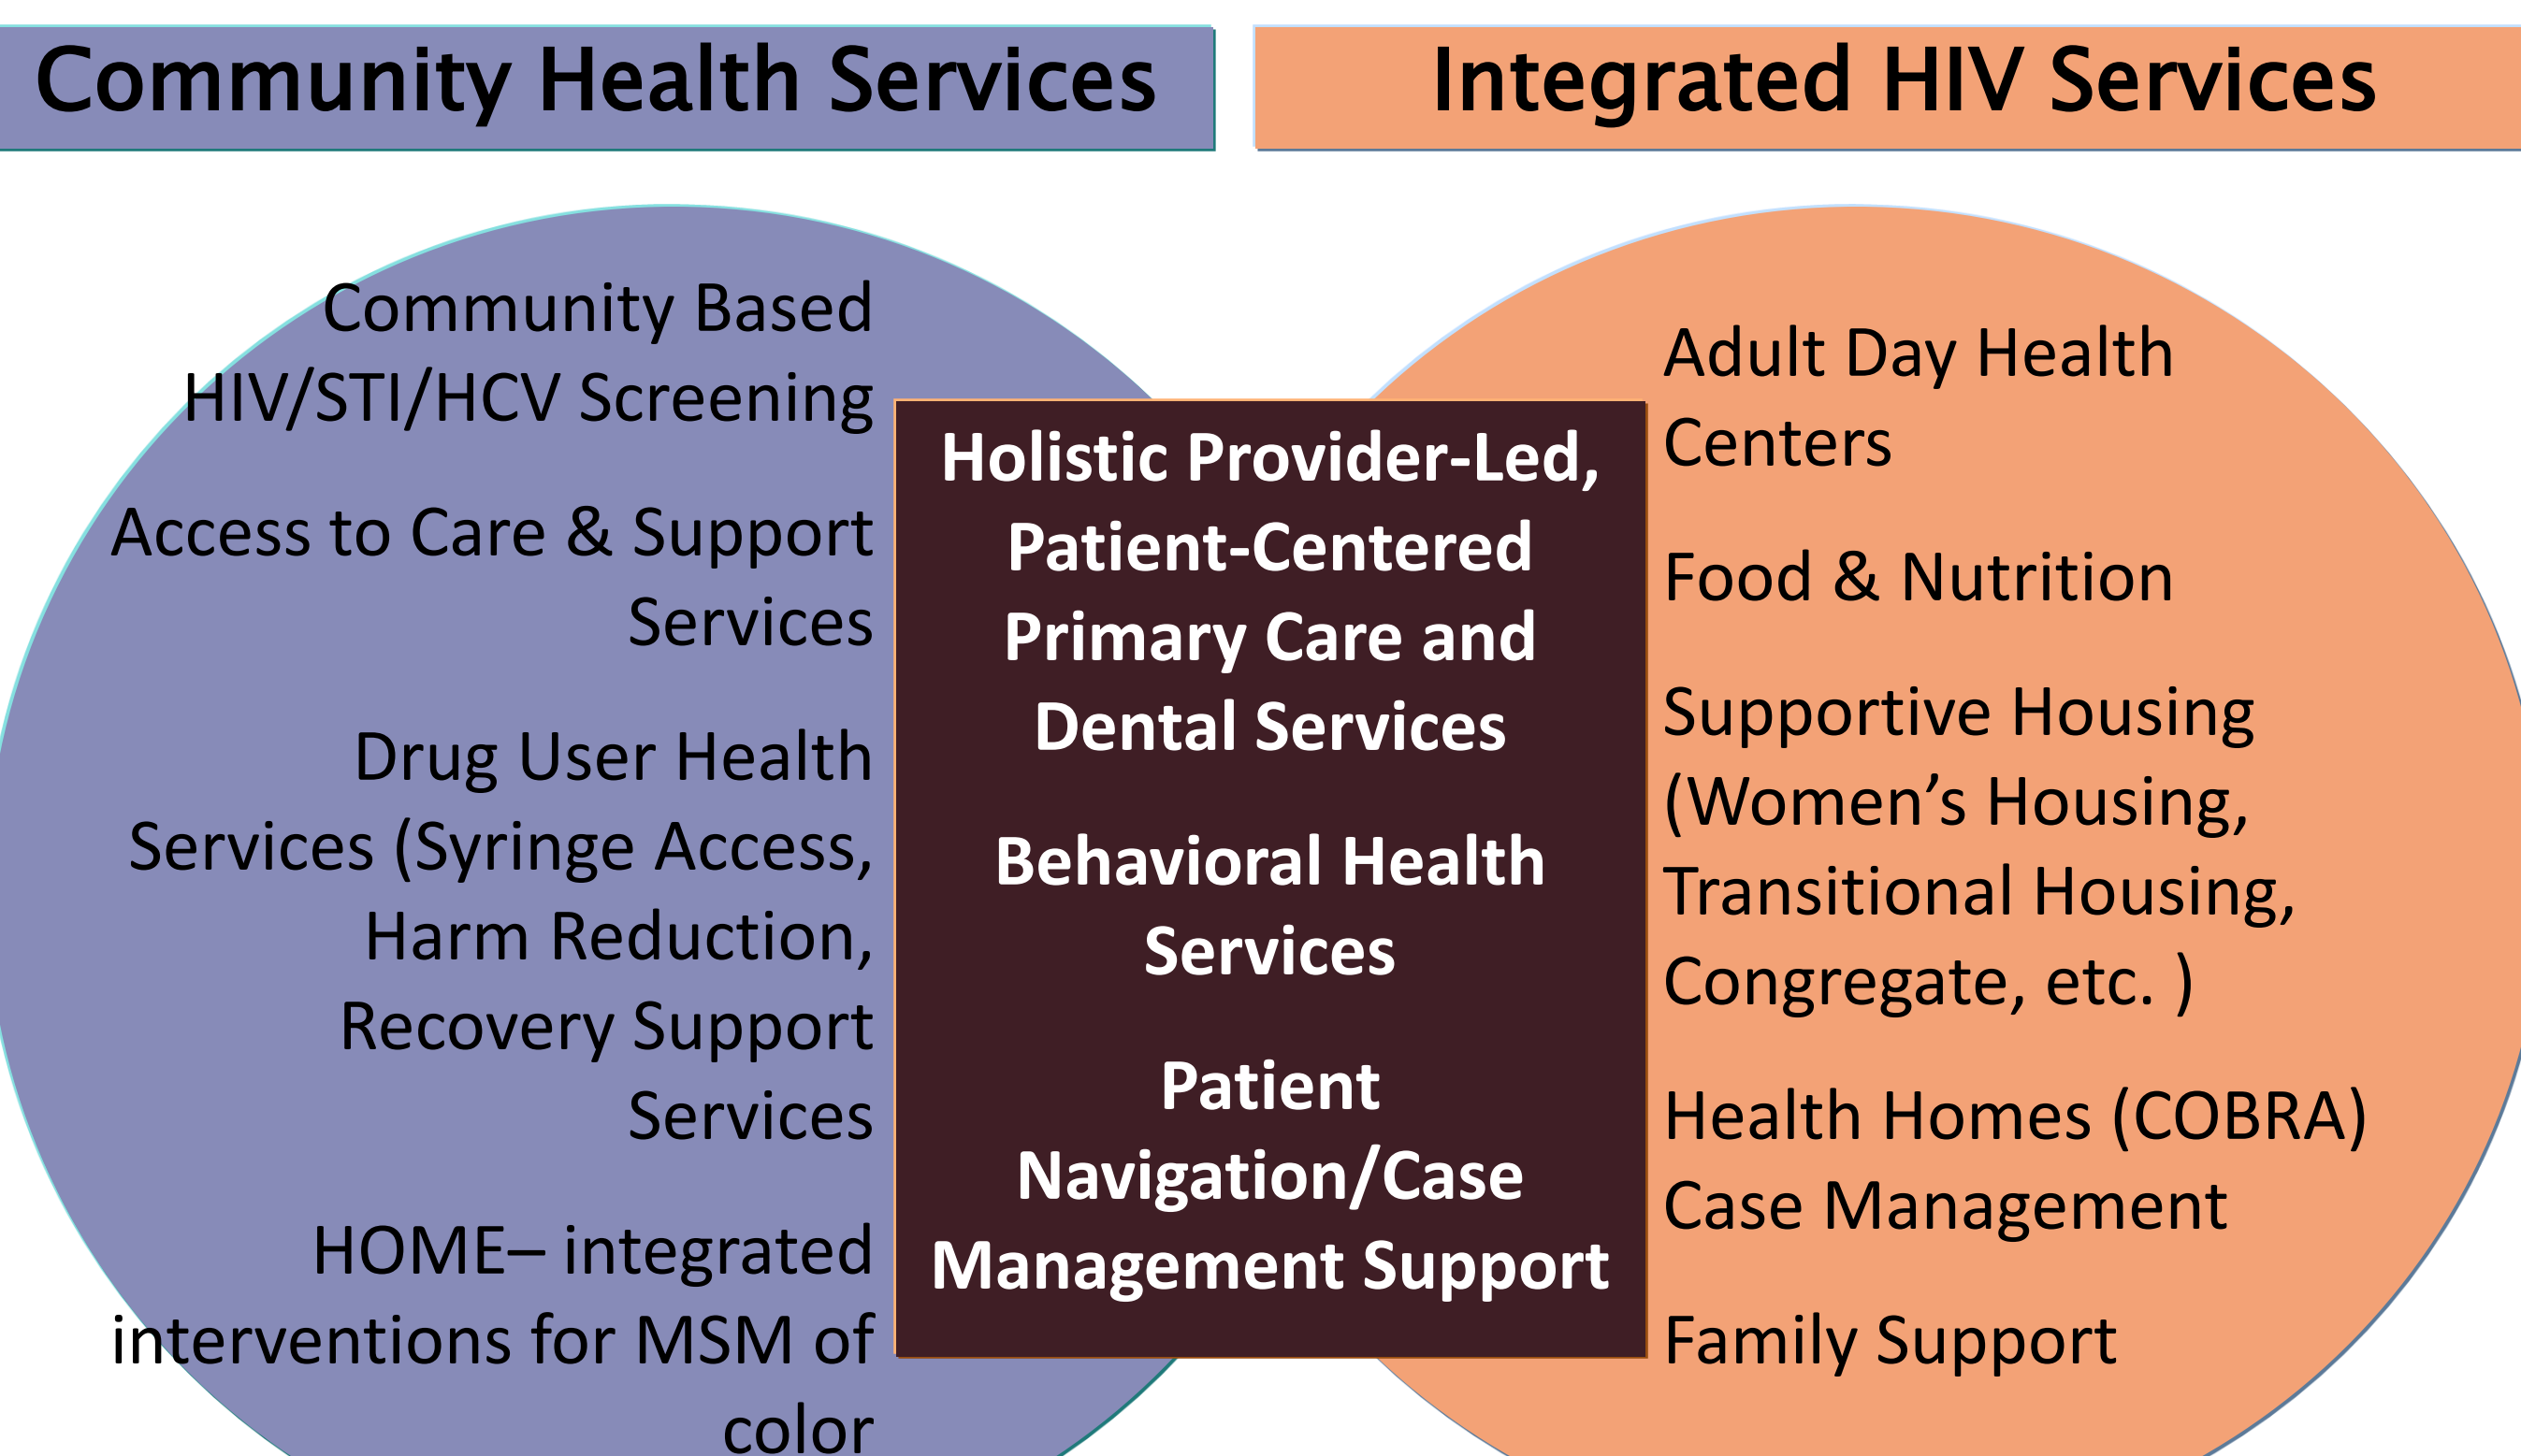 Community Health Services
Integrated HIV Services
Community Based
HIV/STI/HCV Screening
Access to Care & Support
Services
Drug User Health
Services (Syringe Access,
Harm Reduction,
Recovery Support
Services
HOME– integrated
interventions for MSM of
color
Holistic Provider-Led,
Patient-Centered
Primary Care and
Dental Services
Behavioral Health
Services
Patient
Navigation/Case
Management Support
Adult Day Health
Centers
Food & Nutrition
Supportive Housing
(Women’s Housing,
Transitional Housing,
Congregate, etc. )
Health Homes (COBRA)
Case Management
Family Support